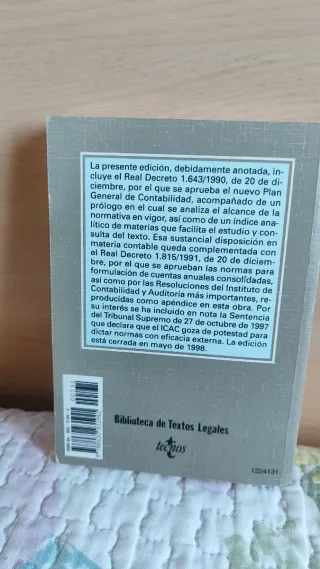 La presente edición, debidamente anotada, in-
cluye el Real Decreto 1.643/1990, de 20 de di-
ciembre, por el que se aprueba el nuevo Plan
General de Contabilidad, acompañado de un
prólogo en el cual se analiza el alcance de la
normativa en vigor, así como de un índice ana-
lítico de materias que facilita el estudio y con-
sulta del texto. Esa sustancial disposición en
materia contable queda complementada con
el Real Decreto 1.815/1991, de 20 de diciem-
bre, por el que se aprueban las normas para
formulación de cuentas anuales consolidadas,
así como por las Resoluciones del Instituto de
Contabilidad y Auditoría más importantes, re-
producidas como apéndice en esta obra. Por
su interés se ha incluido en nota la Sentencia
del Tribunal Supremo de 27 de octubre de 1997
que declara que el ICAC goza de potestad para
dictar normas con eficacia externa. La edición
está cerrada en mayo de 1998.
Biblioteca de Textos Legales
tecnos
1224131